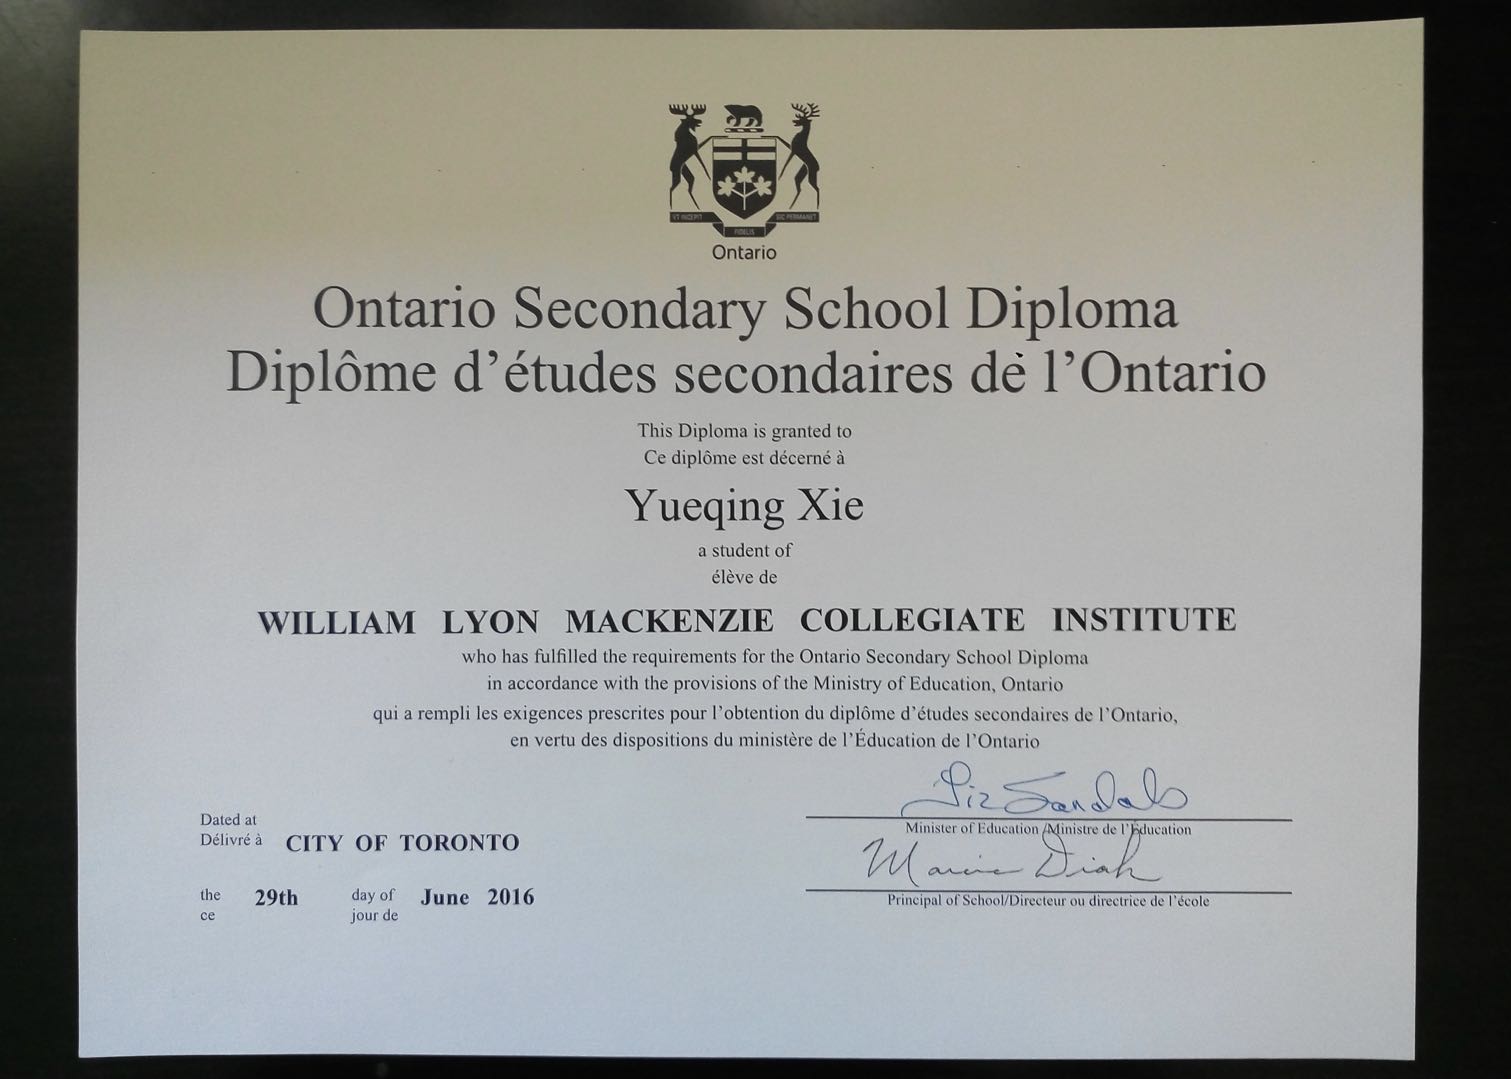 VT INCEPIT
SIC PERMANET
FIDELIS
Ontario
Ontario Secondary School Diploma
Diplôme d'études secondaires de l'Ontario
This Diploma is granted to
Ce diplôme est décerné à
Yueqing Xie
a student of
élève de
WILLIAM LYON MACKENZIE COLLEGIATE INSTITUTE
who has fulfilled the requirements for the Ontario Secondary School Diploma
in accordance with the provisions of the Ministry of Education, Ontario
qui a rempli les exigences prescrites pour l'obtention du diplôme d'études secondaires de l'Ontario,
en vertu des dispositions du ministère de l'Éducation de l'Ontario
Dated at
Délivré à CITY OF TORONTO
the 29th day of June 2016
ce jour de
Liz Sandals
Minister of Education/Ministre de l'Éducation
Principal of School/Directeur ou directrice de l'école